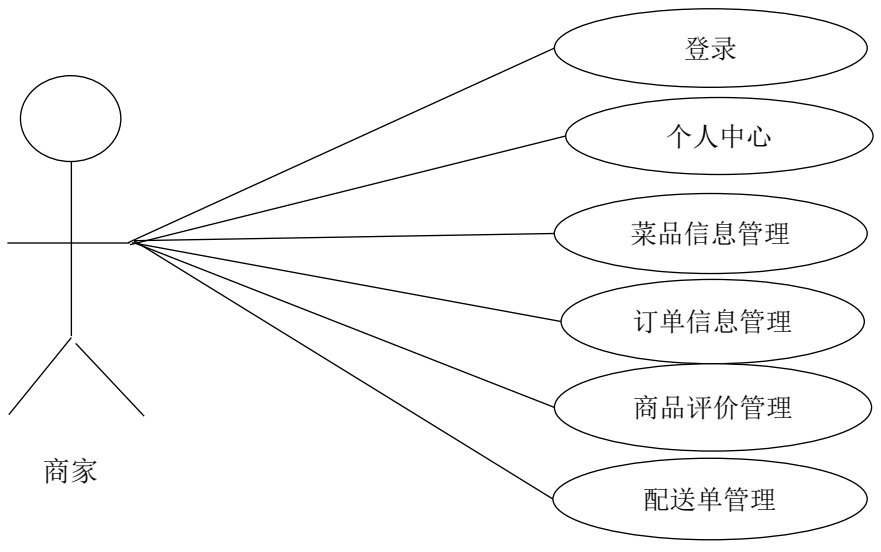 登录
个人中心
菜品信息管理
订单信息管理
商品评价管理
商家
配送单管理